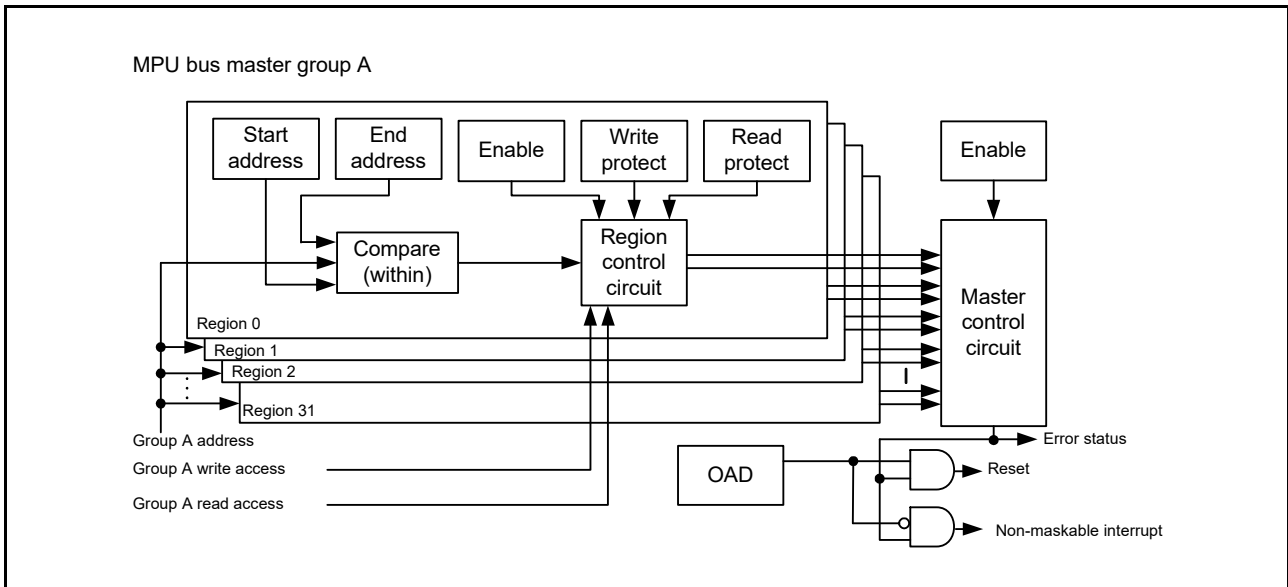 MPU bus master group A
Start
address
End
address
Enable
Write
protect
Read
protect
Enable
Compare
(within)
Region
control
circuit
Master
control
circuit
Region 0
Region 1
Region 2
Region 31
Group A address
Group A write access
Group A read access
OAD
Error status
Reset
Non-maskable interrupt